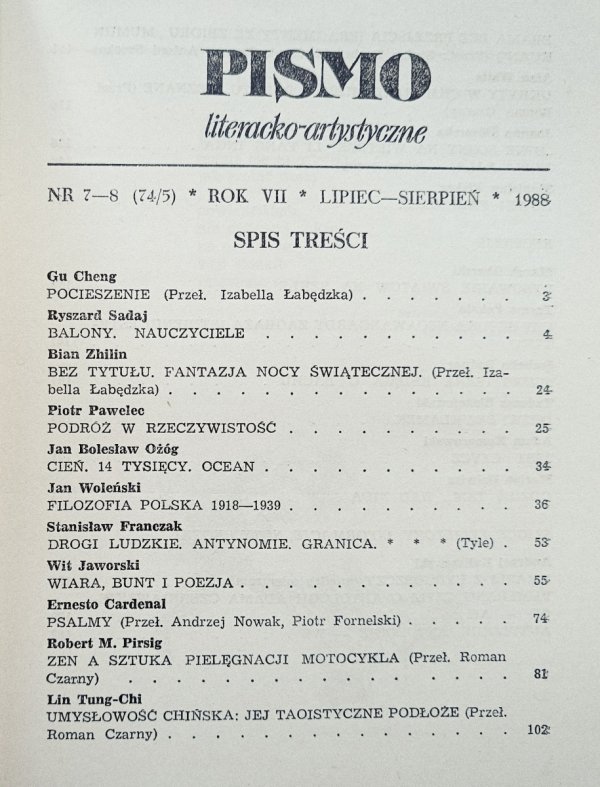 PISMO
literacko-artystyczne
NR 7—8 (74/5) * ROK VII * LIPIEC—SIERPIEŃ * 1988
SPIS TREŚCI
Gu Cheng
POCIESZENIE (Przeł. Izabella Łabędzka) . . . . . . . 3
Ryszard Sadaj
BALONY. NAUCZYCIELE . . . . . . . . . . . 4
Bian Zhilin
BEZ TYTUŁU. FANTAZJA NOCY ŚWIĄTECZNEJ. (Przeł. Iza-
bella Łabędzka) . . . . . . . . . . . . . . . 24
Piotr Pawelec
PODRÓŻ W RZECZYWISTOŚĆ . . . . . . . . . . 25
Jan Bolesław Ożóg
CIEŃ. 14 TYSIĘCY. OCEAN . . . . . . . . . . . 34
Jan Woleński
FILOZOFIA POLSKA 1918—1939 . . . . . . . . . . 36
Stanisław Franczak
DROGI LUDZKIE. ANTYNOMIE. GRANICA. * * * (Tyle) . 53
Wit Jaworski
WIARA, BUNT I POEZJA . . . . . . . . . . . . 55
Ernesto Cardenal
PSALMY (Przeł. Andrzej Nowak, Piotr Fornelski) . . . . . 74
Robert M. Pirsig
ZEN A SZTUKA PIELĘGNACJI MOTOCYKLA (Przeł. Roman
Czarny) . . . . . . . . . . . . . . . . 81
Lin Tung-Chi
UMYSŁOWOŚĆ CHIŃSKA: JEJ TAOISTYCZNE PODŁOŻE (Przeł.
Roman Czarny) . . . . . . . . . . . . . . . 102